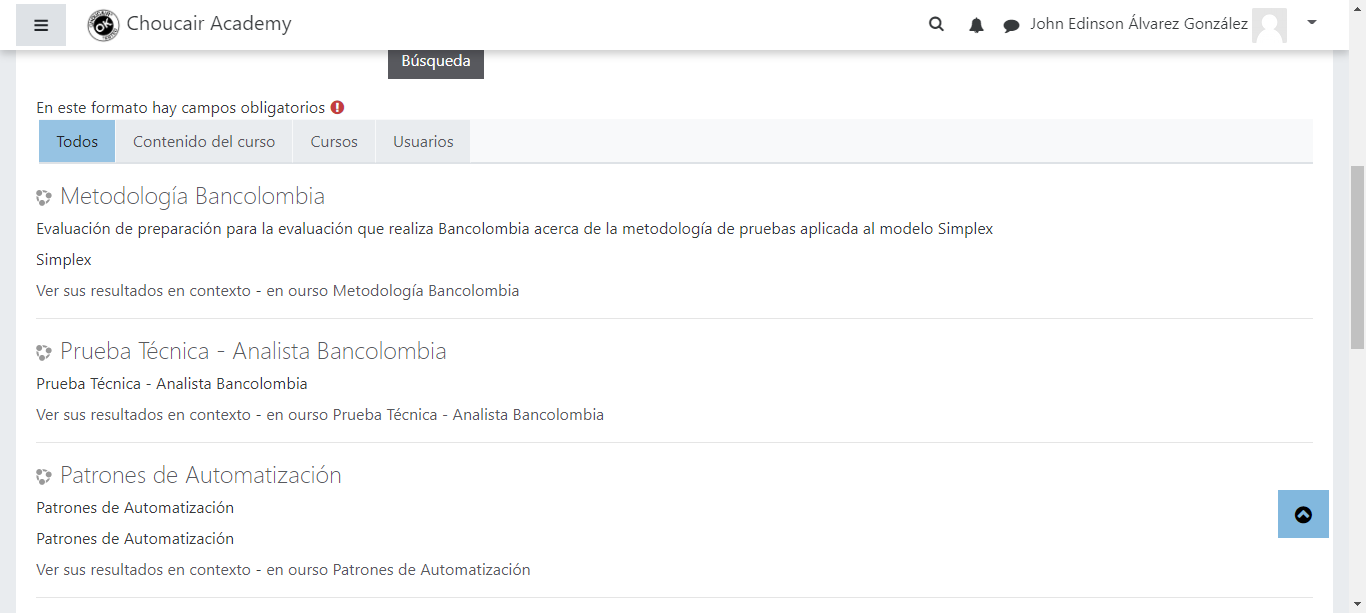 Choucair Academy
John Edinson Álvarez González
Búsqueda
En este formato hay campos obligatorios
Todos
Contenido del curso
Cursos
Usuarios
Metodología Bancolombia
Evaluación de preparación para la evaluación que realiza Bancolombia acerca de la metodología de pruebas aplicada al modelo Simplex
Simplex
Ver sus resultados en contexto - en ourso Metodología Bancolombia
Prueba Técnica - Analista Bancolombia
Prueba Técnica - Analista Bancolombia
Ver sus resultados en contexto - en ourso Prueba Técnica - Analista Bancolombia
Patrones de Automatización
Patrones de Automatización
Patrones de Automatización
Ver sus resultados en contexto - en ourso Patrones de Automatización